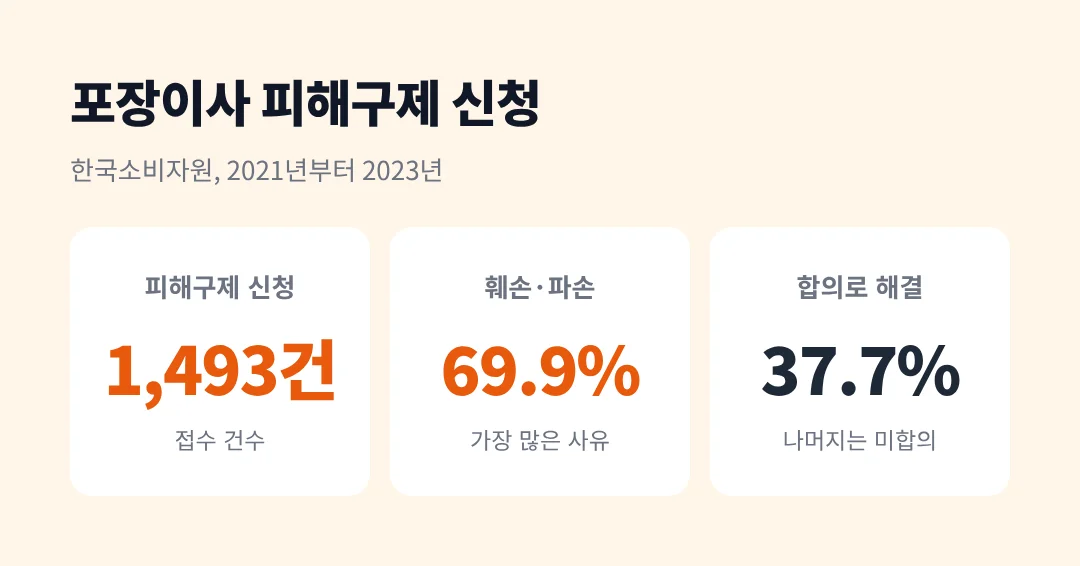 포장이사 피해구제 신청
한국소비자원, 2021년부터 2023년
피해구제 신청
1,493건
접수 건수
훼손·파손
69.9%
가장 많은 사유
합의로 해결
37.7%
나머지는 미합의